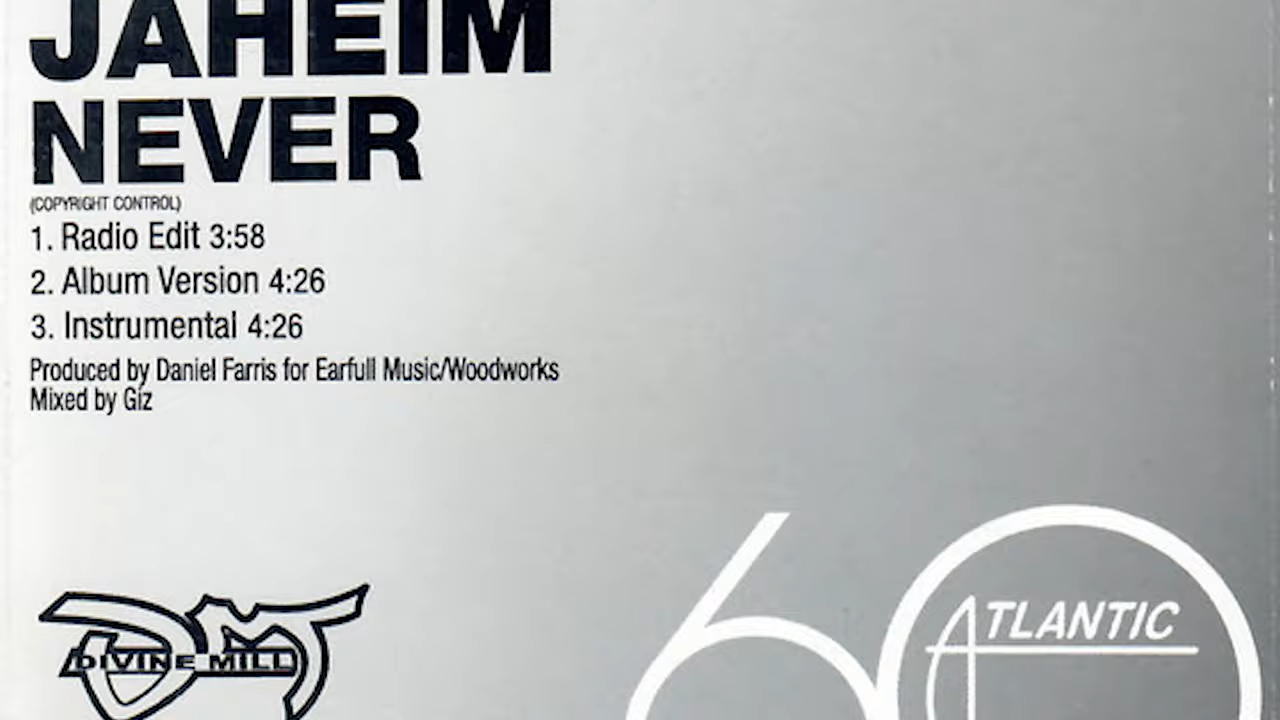 JAHEIM
NEVER
(COPYRIGHT CONTROL)
1. Radio Edit 3:58
2. Album Version 4:26
3. Instrumental 4:26
Produced by Daniel Farris for Earfull Music/Woodworks
Mixed by Giz
DM
DIVINE MILL
60
ATLANTIC